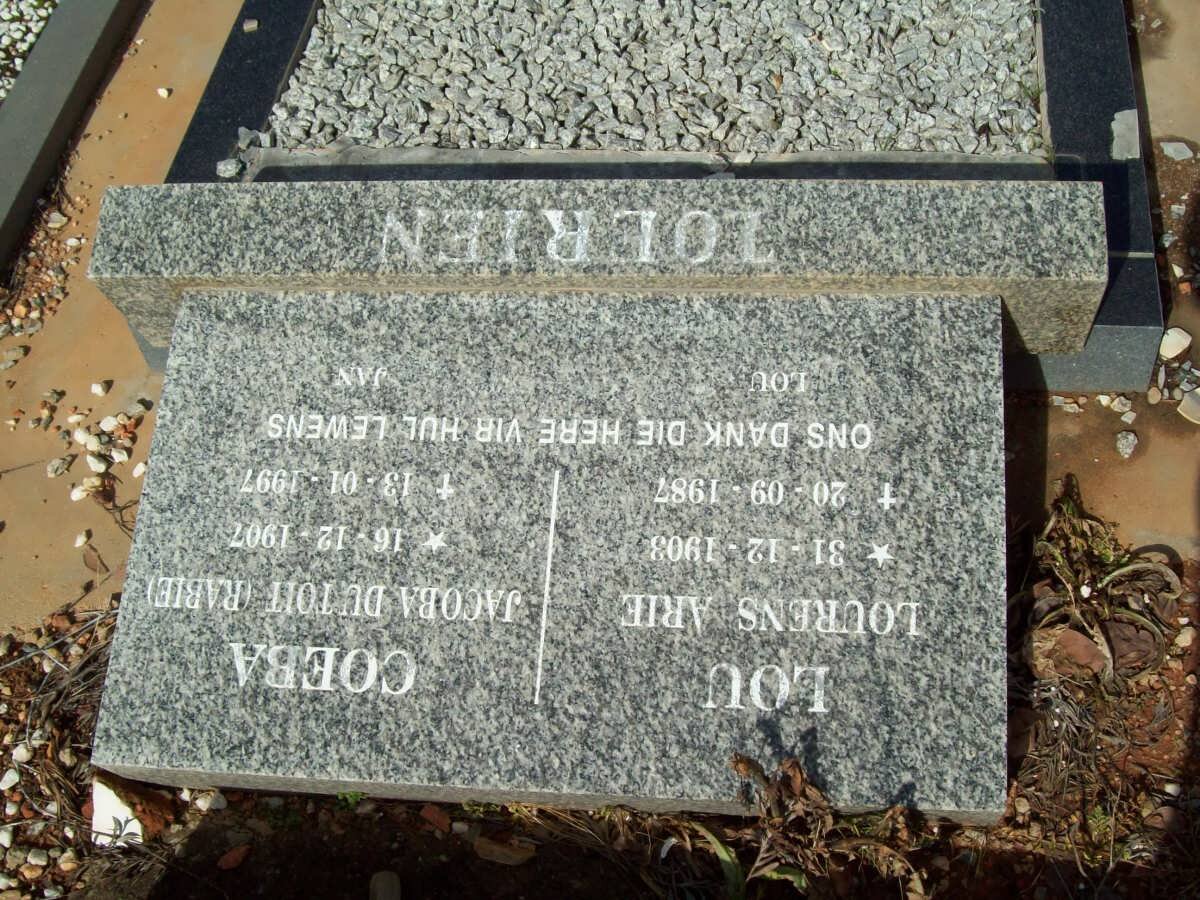 LOU
LOURENS ARIE
★ 31 - 12 - 1903
✝ 20 - 09 - 1987
COEBA
JACOBA DU TOIT (RABIE)
★ 16 - 12 - 1907
✝ 13 - 01 - 1997
ONS DANK DIE HERE VIR HUL LEWENS
LOU JAN
TOERIEN